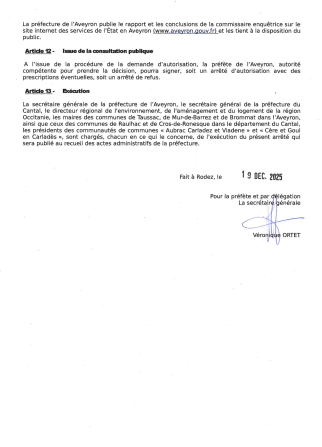 La préfecture de l'Aveyron publie le rapport et les conclusions de la commissaire enquêtrice sur le
site internet des services de l'État en Aveyron (www.aveyron.gouv.fr) et les tient à la disposition du
public.
Article 12 - Issue de la consultation publique
A l'issue de la procédure de la demande d'autorisation, la préfète de l'Aveyron, autorité
compétente pour prendre la décision, pourra signer, soit un arrêté d'autorisation avec des
prescriptions éventuelles, soit un arrêté de refus.
Article 13 - Exécution
La secrétaire générale de la préfecture de l'Aveyron, le secrétaire général de la préfecture du
Cantal, le directeur régional de l'environnement, de l'aménagement et du logement de la région
Occitanie, les maires des communes de Taussac, de Mur-de-Barrez et de Brommat dans l'Aveyron,
ainsi que ceux des communes de Raulhac et de Cros-de-Ronesque dans le département du Cantal,
les présidents des communautés de communes « Aubrac Carladez et Viadene » et « Cère et Goul
en Carladès », sont chargés, chacun en ce qui le concerne, de l'exécution du présent arrêté qui
sera publié au recueil des actes administratifs de la préfecture.
Fait à Rodez, le 19 DEC. 2025
Pour la préfète et par délégation
La secrétaire générale
Véronique ORTET